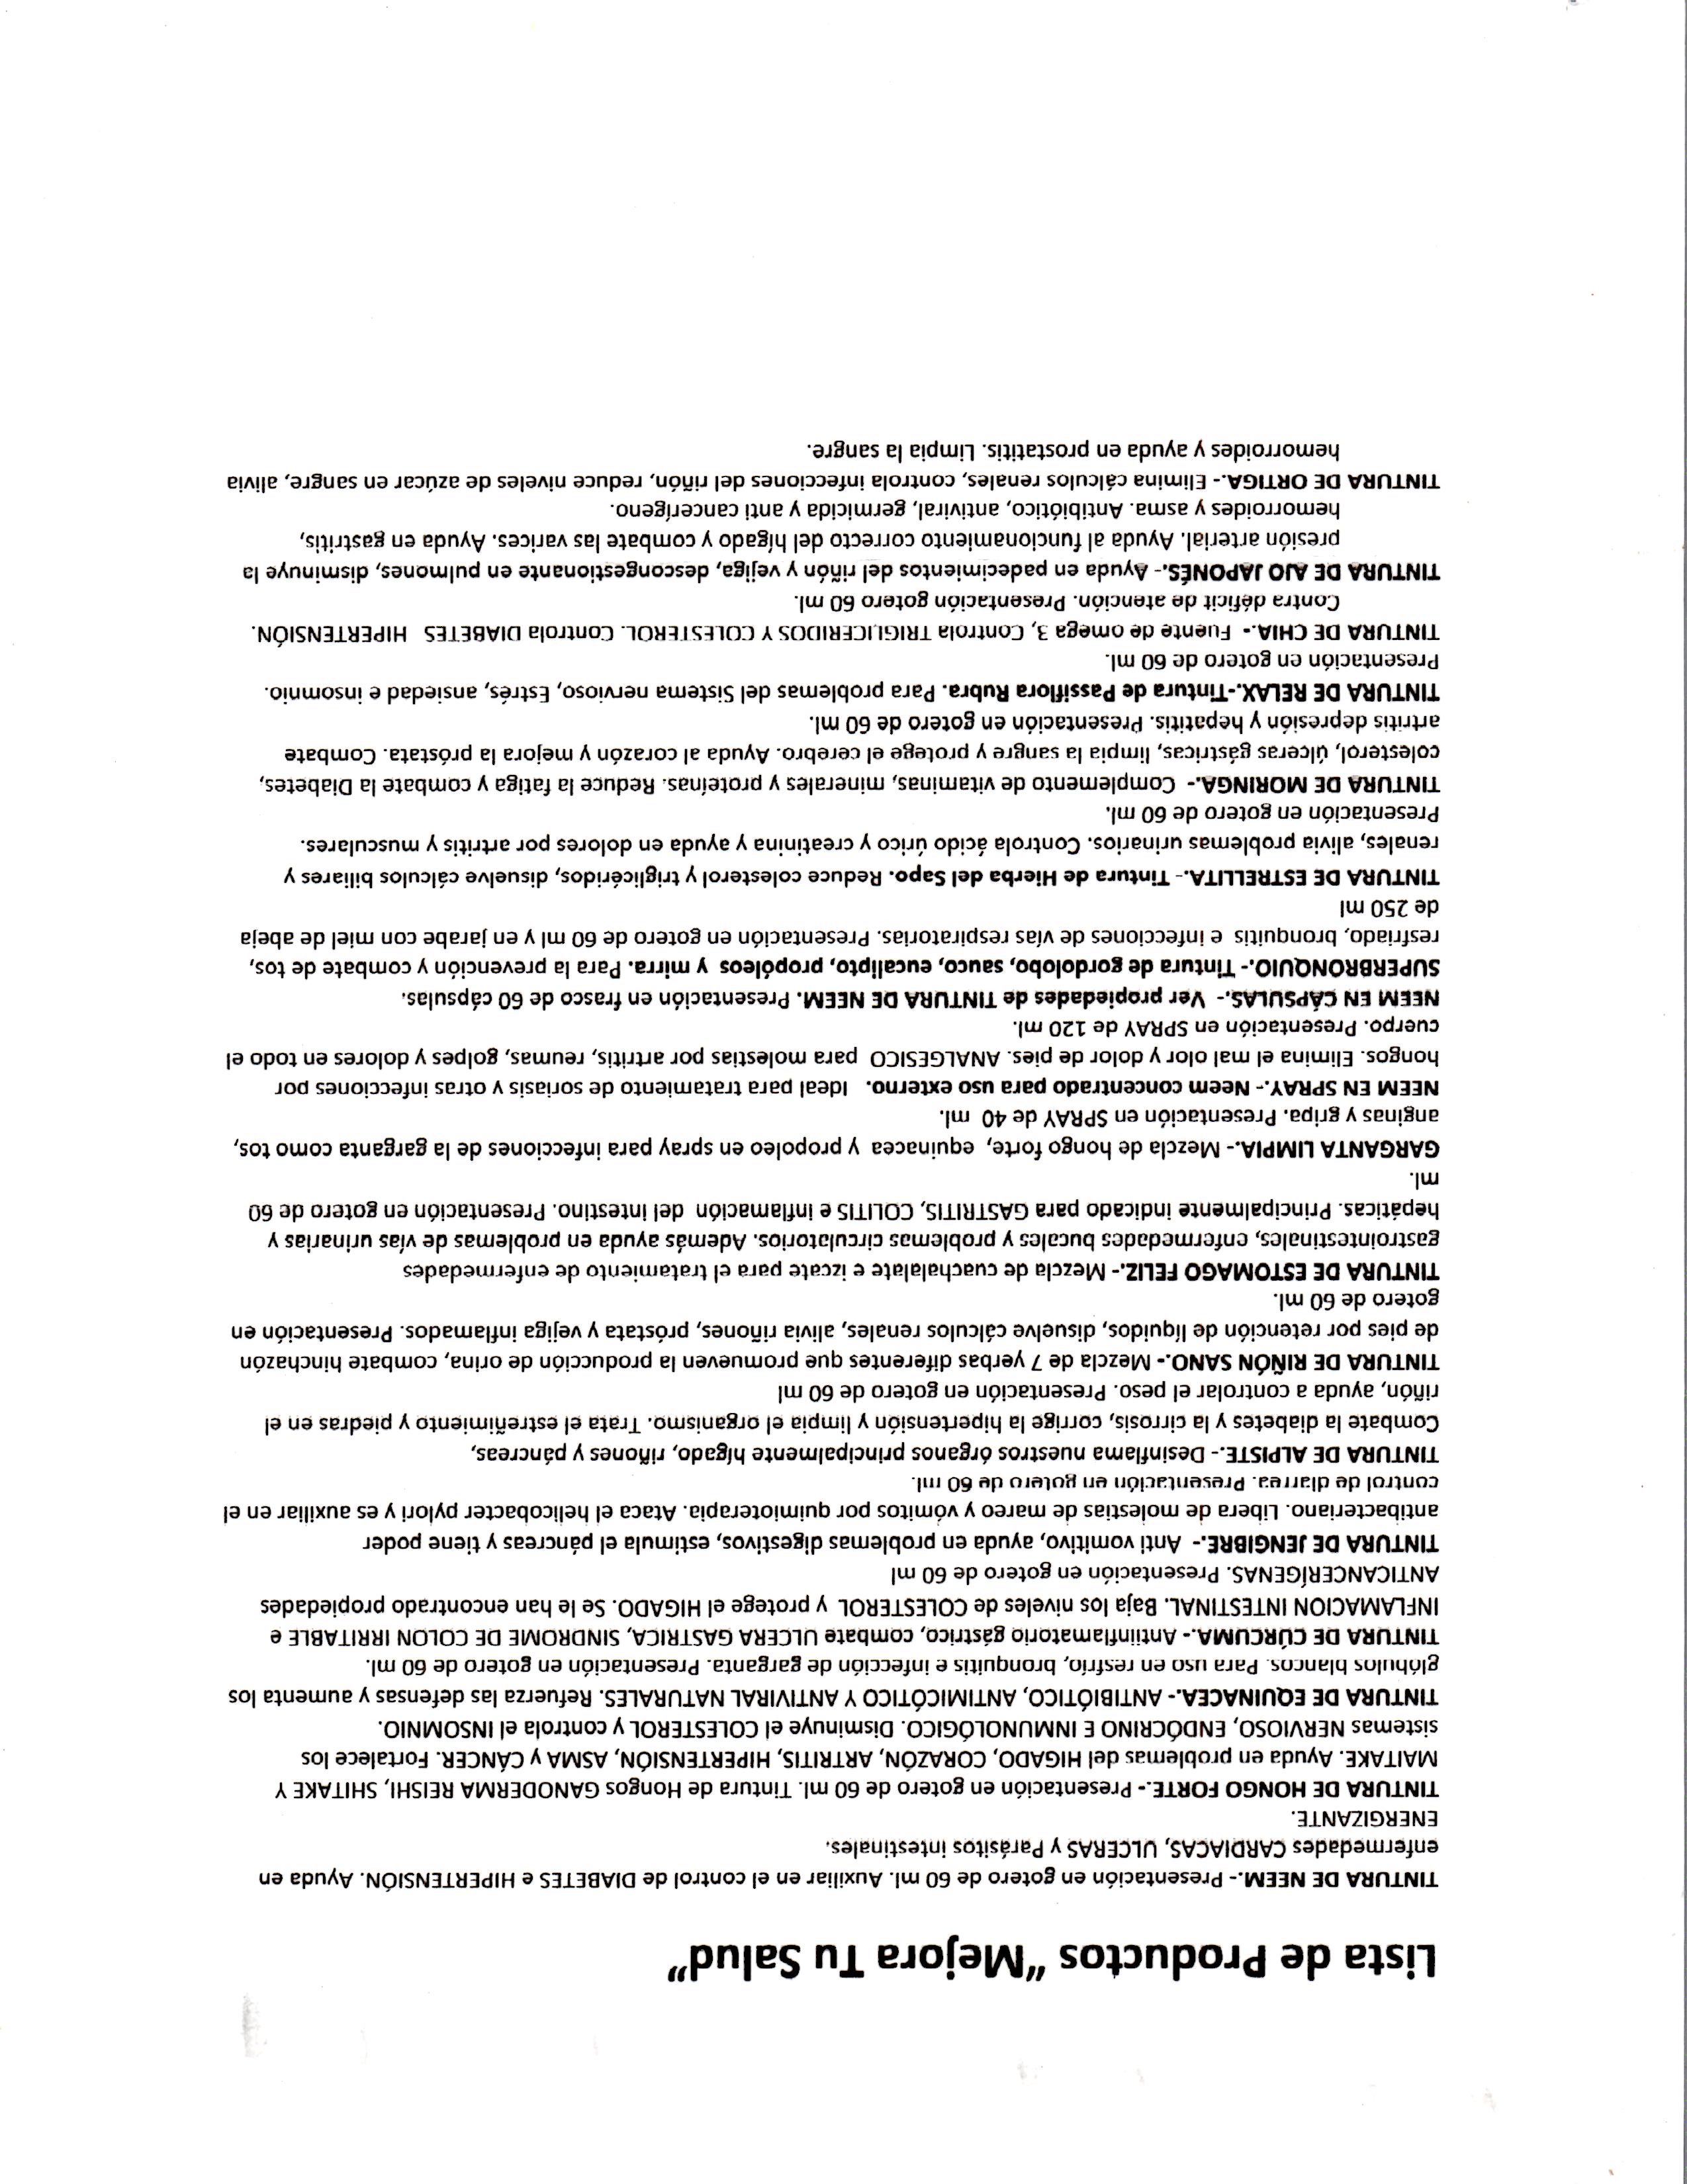 Lista de Productos “Mejora Tu Salud”
TINTURA DE NEEM.- Presentación en gotero de 60 ml. Auxiliar en el control de DIABETES e HIPERTENSIÓN. Ayuda en
enfermedades CARDIACAS, ULCERAS y Parásitos intestinales.
ENERGIZANTE.
TINTURA DE HONGO FORTE.- Presentación en gotero de 60 ml. Tintura de Hongos GANODERMA REISHI, SHITAKE Y
MAITAKE. Ayuda en problemas del HIGADO, CORAZÓN, ARTRITIS, HIPERTENSIÓN, ASMA y CÁNCER. Fortalece los
sistemas NERVIOSO, ENDÓCRINO E INMUNOLÓGICO. Disminuye el COLESTEROL y controla el INSOMNIO.
TINTURA DE EQUINACEA.- ANTIBIÓTICO, ANTIMICÓTICO Y ANTIVIRAL NATURALES. Refuerza las defensas y aumenta los
glóbulos blancos. Para uso en resfrío, bronquitis e infección de garganta. Presentación en gotero de 60 ml.
TINTURA DE CÚRCUMA.- Antiinflamatorio gástrico, combate ULCERA GASTRICA, SINDROME DE COLON IRRITABLE e
INFLAMACION INTESTINAL. Baja los niveles de COLESTEROL y protege el HIGADO. Se le han encontrado propiedades
ANTICANCERÍGENAS. Presentación en gotero de 60 ml
TINTURA DE JENGIBRE.- Anti vomitivo, ayuda en problemas digestivos, estimula el páncreas y tiene poder
antibacteriano. Libera de molestias de mareo y vómitos por quimioterapia. Ataca el helicobacter pylori y es auxiliar en el
control de diarrea. Presentación en gotero de 60 ml.
TINTURA DE ALPISTE.- Desinflama nuestros órganos principalmente hígado, riñones y páncreas,
Combate la diabetes y la cirrosis, corrige la hipertensión y limpia el organismo. Trata el estreñimiento y piedras en el
riñón, ayuda a controlar el peso. Presentación en gotero de 60 ml
TINTURA DE RIÑÓN SANO.- Mezcla de 7 yerbas diferentes que promueven la producción de orina, combate hinchazón
de pies por retención de líquidos, disuelve cálculos renales, alivia riñones, próstata y vejiga inflamados. Presentación en
gotero de 60 ml.
TINTURA DE ESTOMAGO FELIZ.- Mezcla de cuachalalate e izcate para el tratamiento de enfermedades
gastrointestinales, enfermedades bucales y problemas circulatorios. Además ayuda en problemas de vías urinarias y
hepáticas. Principalmente indicado para GASTRITIS, COLITIS e inflamación del intestino. Presentación en gotero de 60
ml.
GARGANTA LIMPIA.- Mezcla de hongo forte, equinacea y propoleo en spray para infecciones de la garganta como tos,
anginas y gripa. Presentación en SPRAY de 40 ml.
NEEM EN SPRAY.- Neem concentrado para uso externo. Ideal para tratamiento de soriasis y otras infecciones por
hongos. Elimina el mal olor y dolor de pies. ANALGESICO para molestias por artritis, reumas, golpes y dolores en todo el
cuerpo. Presentación en SPRAY de 120 ml.
NEEM EN CÁPSULAS.- Ver propiedades de TINTURA DE NEEM. Presentación en frasco de 60 cápsulas.
SUPERBRONQUIO.- Tintura de gordolobo, sauco, eucalipto, propóleos y mirra. Para la prevención y combate de tos,
resfriado, bronquitis e infecciones de vías respiratorias. Presentación en gotero de 60 ml y en jarabe con miel de abeja
de 250 ml
TINTURA DE ESTRELLITA.- Tintura de Hierba del Sapo. Reduce colesterol y triglicéridos, disuelve cálculos biliares y
renales, alivia problemas urinarios. Controla ácido úrico y creatinina y ayuda en dolores por artritis y musculares.
Presentación en gotero de 60 ml.
TINTURA DE MORINGA.- Complemento de vitaminas, minerales y proteínas. Reduce la fatiga y combate la Diabetes,
colesterol, úlceras gástricas, limpia la sangre y protege el cerebro. Ayuda al corazón y mejora la próstata. Combate
artritis depresión y hepatitis. Presentación en gotero de 60 ml.
TINTURA DE RELAX.-Tintura de Passiflora Rubra. Para problemas del Sistema nervioso, Estrés, ansiedad e insomnio.
Presentación en gotero de 60 ml.
TINTURA DE CHIA.- Fuente de omega 3, Controla TRIGLICERIDOS Y COLESTEROL. Controla DIABETES HIPERTENSIÓN.
Contra déficit de atención. Presentación gotero 60 ml.
TINTURA DE AJO JAPONÉS.- Ayuda en padecimientos del riñón y vejiga, descongestionante en pulmones, disminuye la
presión arterial. Ayuda al funcionamiento correcto del hígado y combate las varices. Ayuda en gastritis,
hemorroides y asma. Antibiótico, antiviral, germicida y anti cancerígeno.
TINTURA DE ORTIGA.- Elimina cálculos renales, controla infecciones del riñón, reduce niveles de azúcar en sangre, alivia
hemorroides y ayuda en prostatitis. Limpia la sangre.